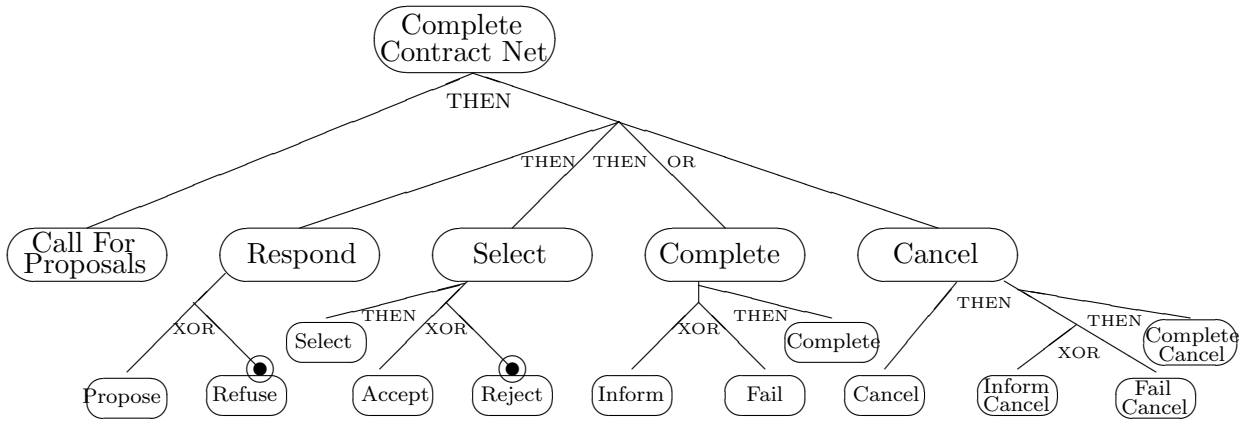 Complete
Contract Net
THEN
THEN THEN OR
Call For
Proposals
Respond
Select
Complete
Cancel
XOR
THEN
XOR
XOR
THEN
THEN
THEN
XOR
Select
Complete
Complete
Cancel
Propose
Refuse
Accept
Reject
Inform
Fail
Cancel
Inform
Cancel
Fail
Cancel